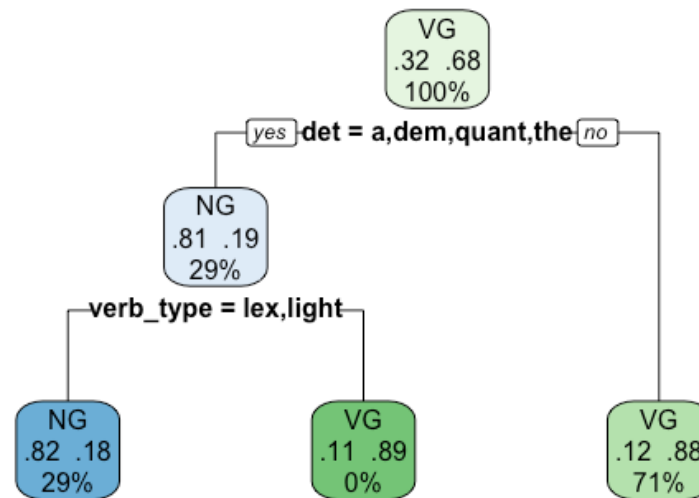 VG
.32 .68
100%
yes det = a,dem,quant,the no
NG
.81 .19
29%
verb_type = lex,light
NG
.82 .18
29%
VG
.11 .89
0%
VG
.12 .88
71%